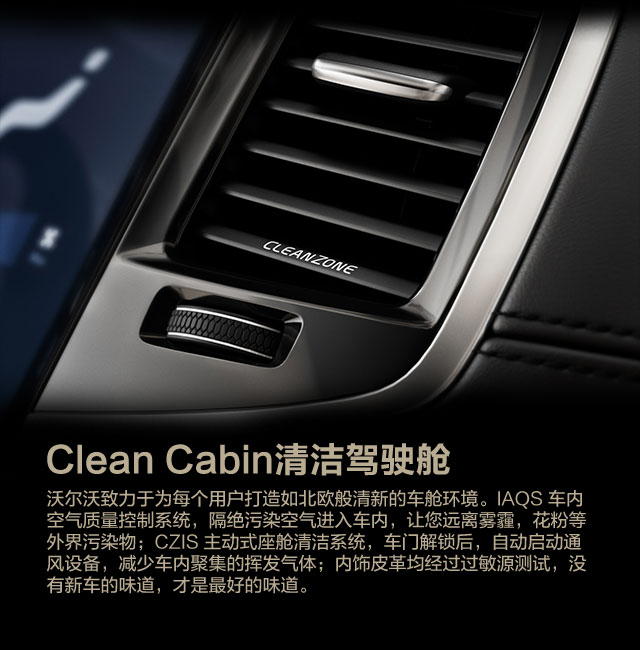 CLEANZONE
Clean Cabin清洁驾驶舱
沃尔沃致力于为每个用户打造如北欧般清新的车舱环境。IAQS 车内
空气质量控制系统，隔绝污染空气进入车内，让您远离雾霾，花粉等
外界污染物；CZIS 主动式座舱清洁系统，车门解锁后，自动启动通
风设备，减少车内聚集的挥发气体；内饰皮革均经过过敏源测试，没
有新车的味道，才是最好的味道。